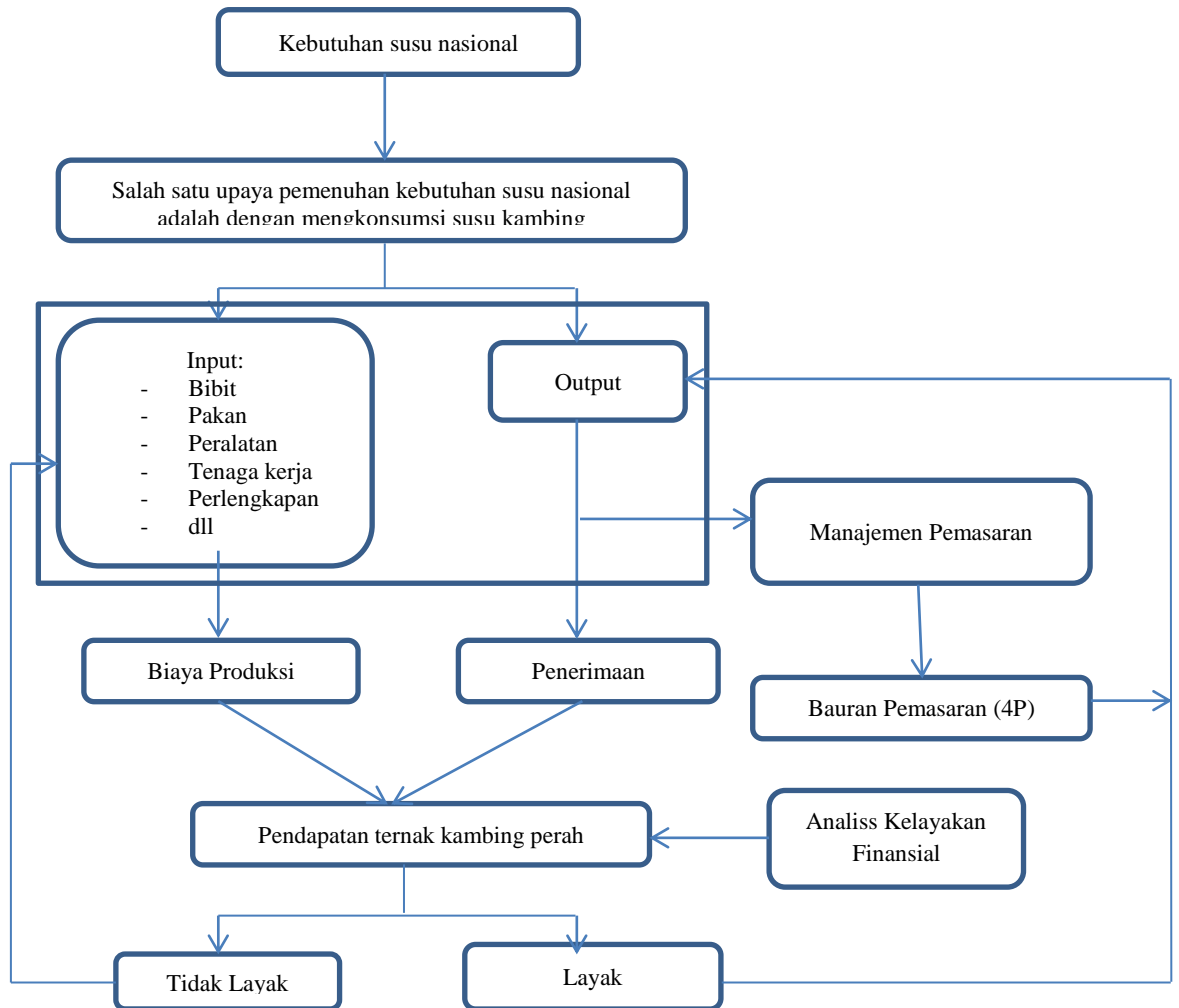 Kebutuhan susu nasional
Salah satu upaya pemenuhan kebutuhan susu nasional
adalah dengan mengkonsumsi susu kambing
Input:
- Bibit
- Pakan
- Peralatan
- Tenaga kerja
- Perlengkapan
- dll
Output
Manajemen Pemasaran
Biaya Produksi
Penerimaan
Bauran Pemasaran (4P)
Pendapatan ternak kambing perah
Analiss Kelayakan
Finansial
Tidak Layak
Layak